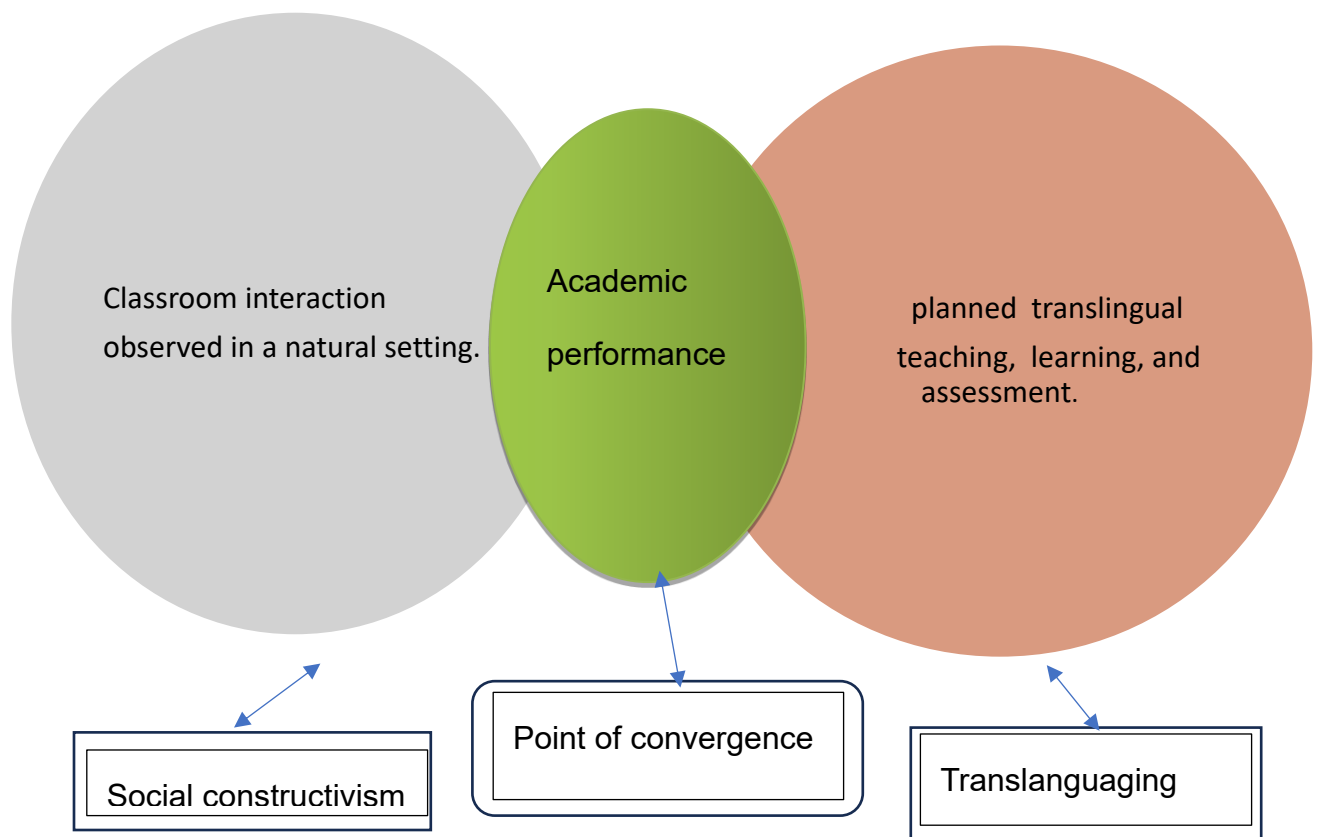 Classroom interaction
observed in a natural setting.
Academic
performance
planned translingual
teaching, learning, and
assessment.
Social constructivism
Point of convergence
Translanguaging